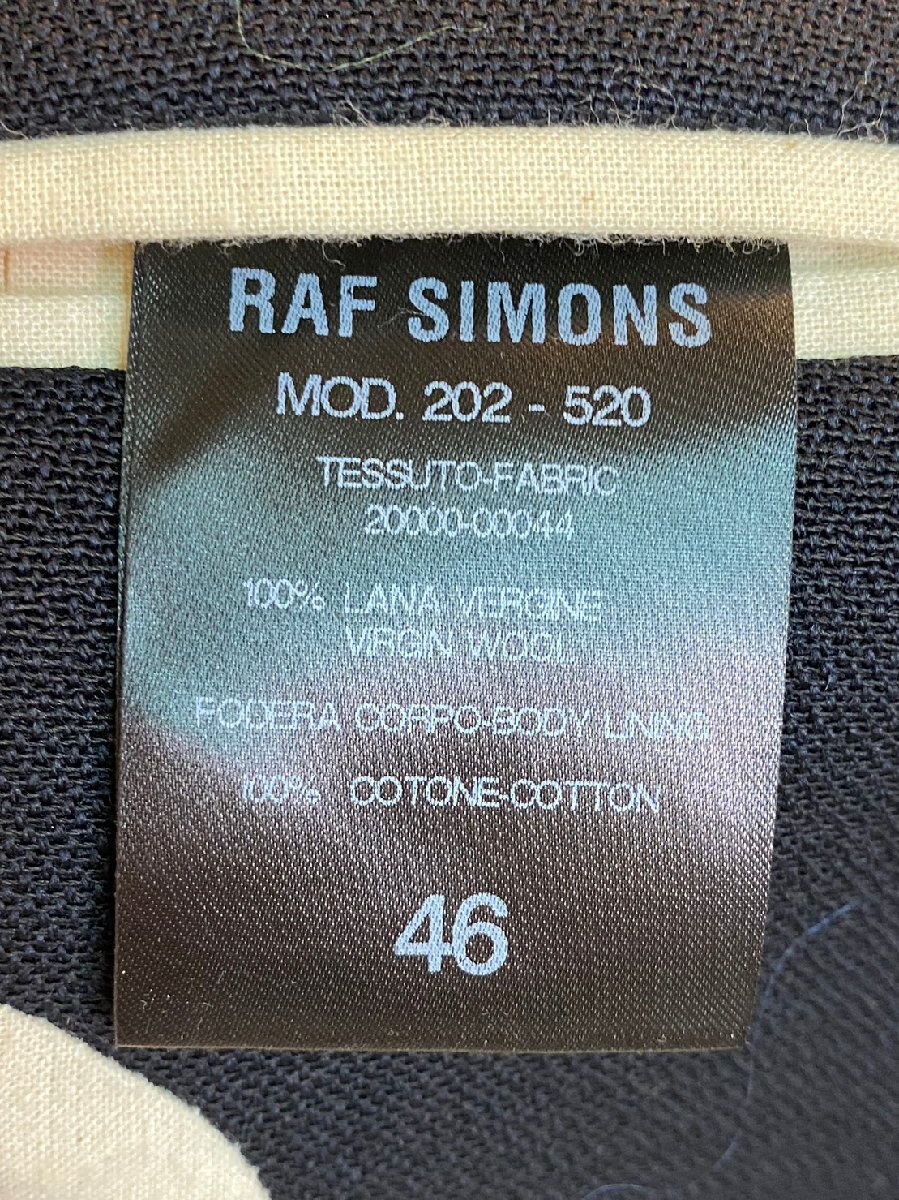 RAF SIMONS
MOD. 202 - 520
TESSUTO-FABRIC
20000-00044
100% LANA VERGINE
VIRGIN WOOL
FODERA CORPO-BODY LNING
100% COTONE-COTTON
46